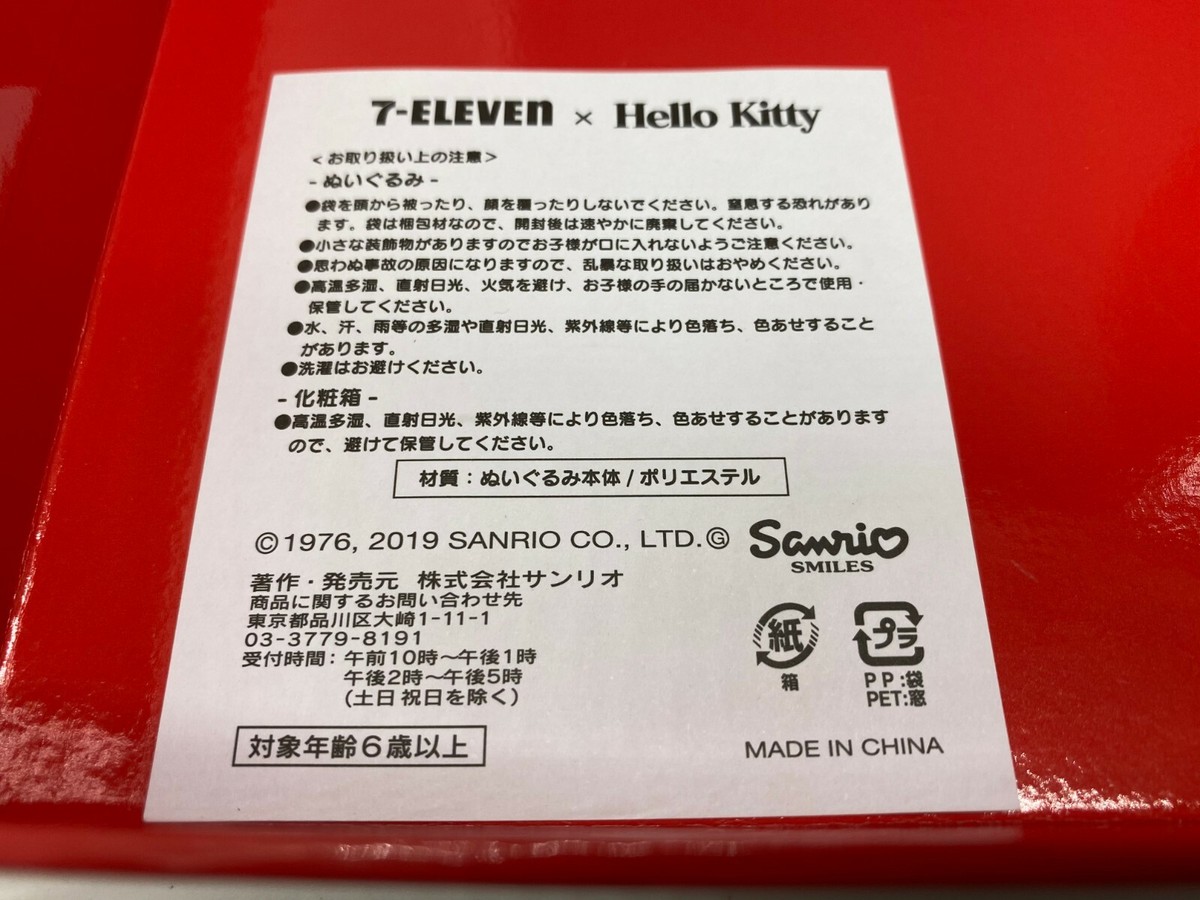 7-ELEVEn × Hello Kitty
<お取り扱い上の注意>
- ぬいぐるみ -
●袋を頭から被ったり、顔を覆ったりしないでください。窒息する恐れがあり
ます。袋は梱包材なので、開封後は速やかに廃棄してください。
●小さな装飾物がありますのでお子様が口に入れないようご注意ください。
●思わぬ事故の原因になりますので、乱暴な取り扱いはおやめください。
●高温多湿、直射日光、火気を避け、お子様の手の届かないところで使用・
保管してください。
●水、汗、雨等の多湿や直射日光、紫外線等により色落ち、色あせすること
があります。
●洗濯はお避けください。
- 化粧箱 -
●高温多湿、直射日光、紫外線等により色落ち、色あせすることがあります
ので、避けて保管してください。
材質：ぬいぐるみ本体 / ポリエステル
©1976, 2019 SANRIO CO., LTD. Ⓖ
Sanrio
SMILES
著作・発売元 株式会社サンリオ
商品に関するお問い合わせ先
東京都品川区大崎1-11-1
03-3779-8191
受付時間：午前10時～午後1時
午後2時～午後5時
(土日祝日を除く)
紙
箱
プラ
PP:袋
PET:窓
対象年齢6歳以上
MADE IN CHINA